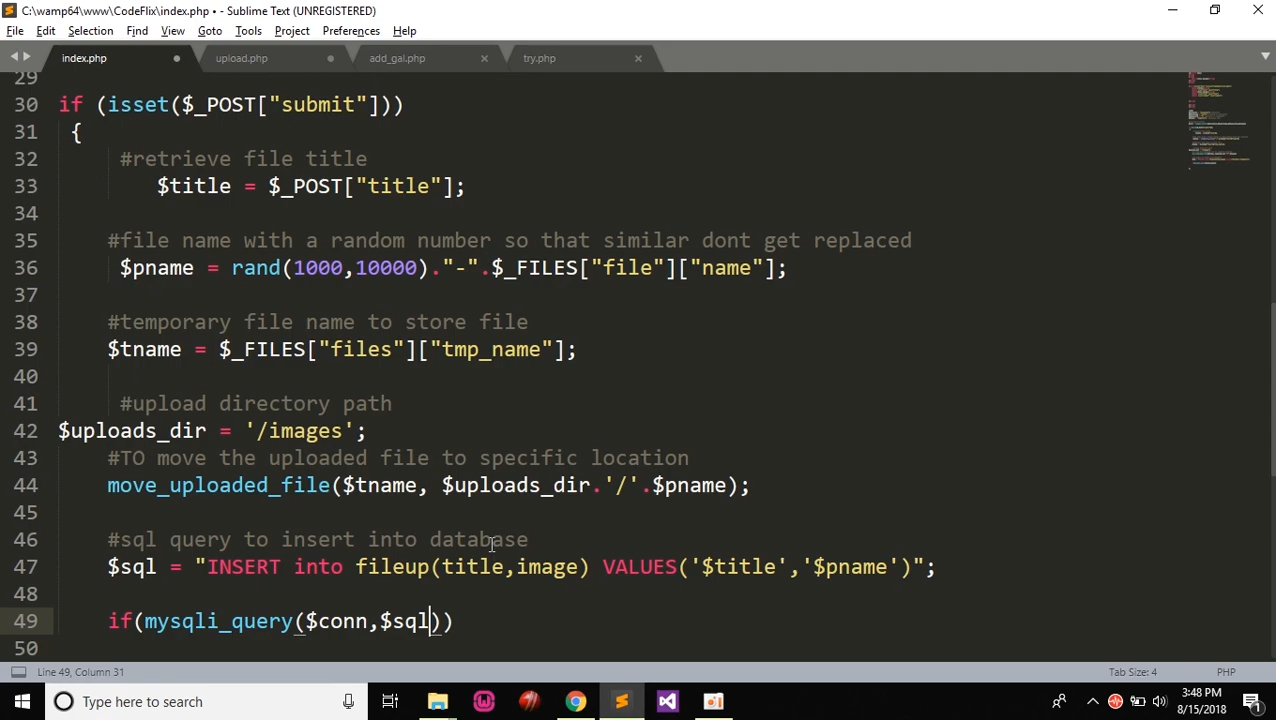 C:\wamp64\www\CodeFlix\index.php • - Sublime Text (UNREGISTERED)
File Edit Selection Find View Goto Tools Project Preferences Help
index.php upload.php add_gal.php try.php
29
30 if (isset($_POST["submit"]))
31 {
32 #retrieve file title
33 $title = $_POST["title"];
34
35 #file name with a random number so that similar dont get replaced
36 $pname = rand(1000,10000)."-".$_FILES["file"]["name"];
37
38 #temporary file name to store file
39 $tname = $_FILES["files"]["tmp_name"];
40
41 #upload directory path
42 $uploads_dir = '/images';
43 #TO move the uploaded file to specific location
44 move_uploaded_file($tname, $uploads_dir.'/'.$pname);
45
46 #sql query to insert into database
47 $sql = "INSERT into fileup(title,image) VALUES('$title','$pname')";
48
49 if(mysqli_query($conn,$sql))
50
Line 49, Column 31 Tab Size: 4 PHP
Type here to search
3:48 PM
8/15/2018
1